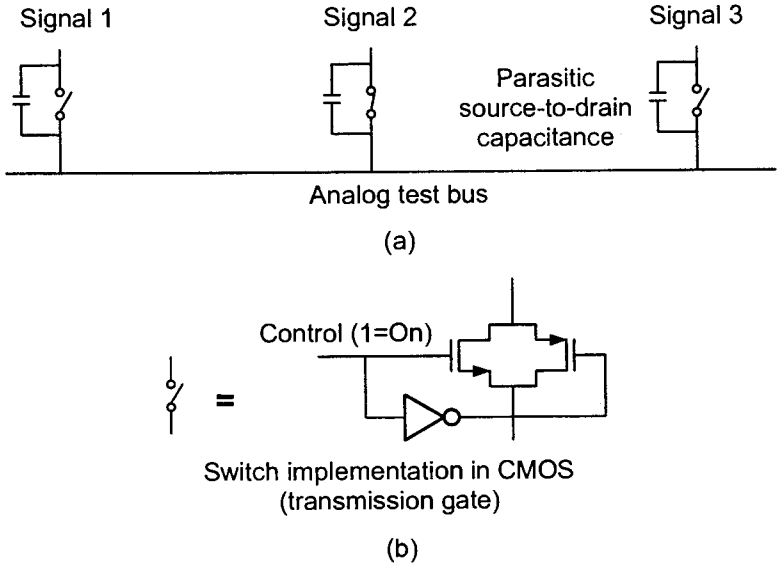 Signal 1
Signal 2
Signal 3
Parasitic
source-to-drain
capacitance
Analog test bus
(a)
Control (1=On)
=
Switch implementation in CMOS
(transmission gate)
(b)